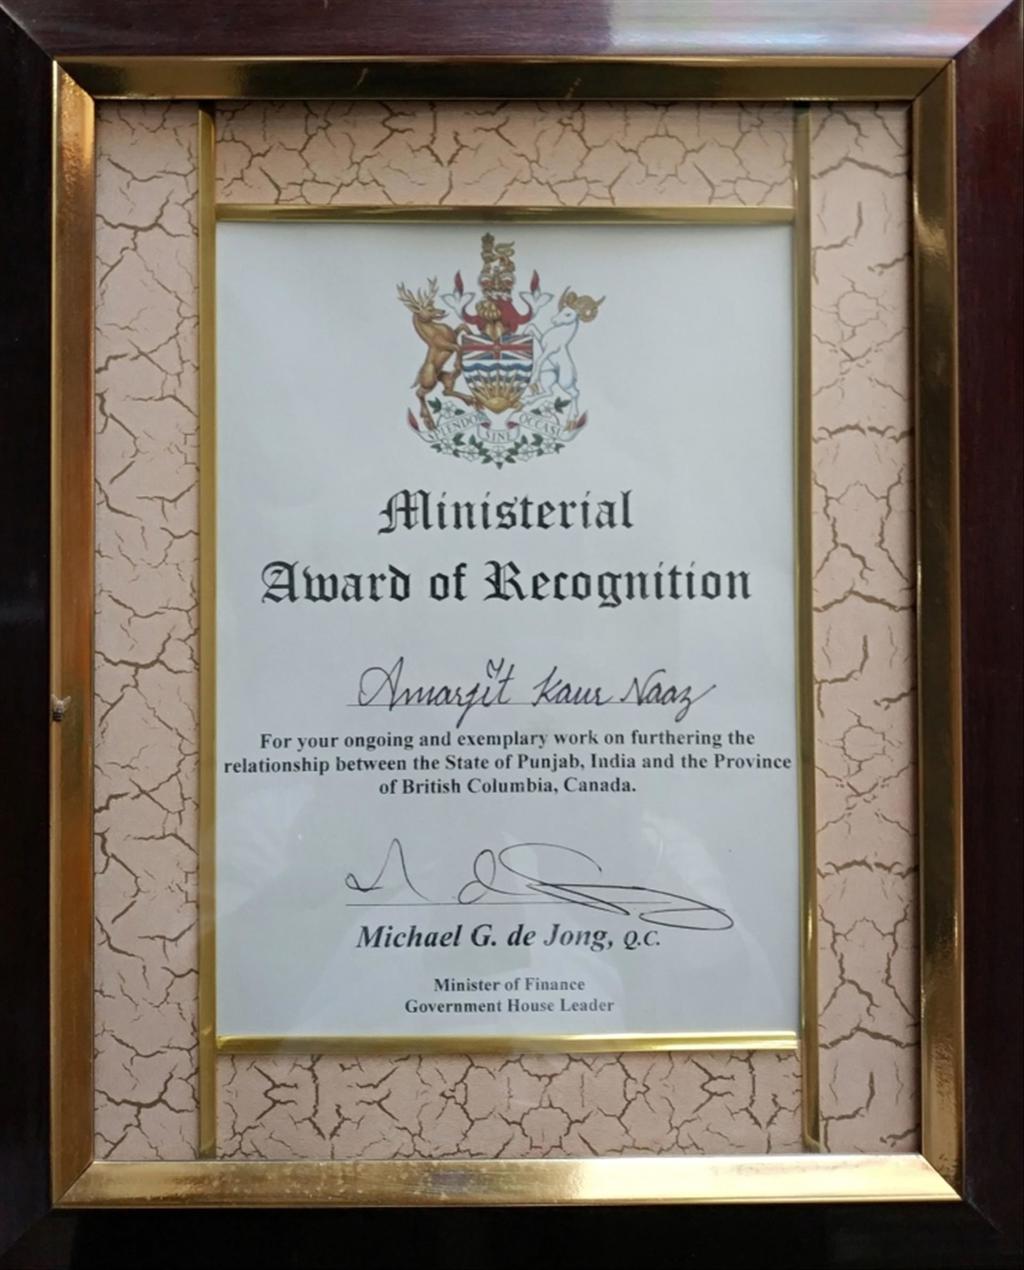 SPLENDOR SINE OCCASU
Ministerial
Award of Recognition
Amarjit Kaur Naaz
For your ongoing and exemplary work on furthering the
relationship between the State of Punjab, India and the Province
of British Columbia, Canada.
Michael G. de Jong, Q.C.
Minister of Finance
Government House Leader